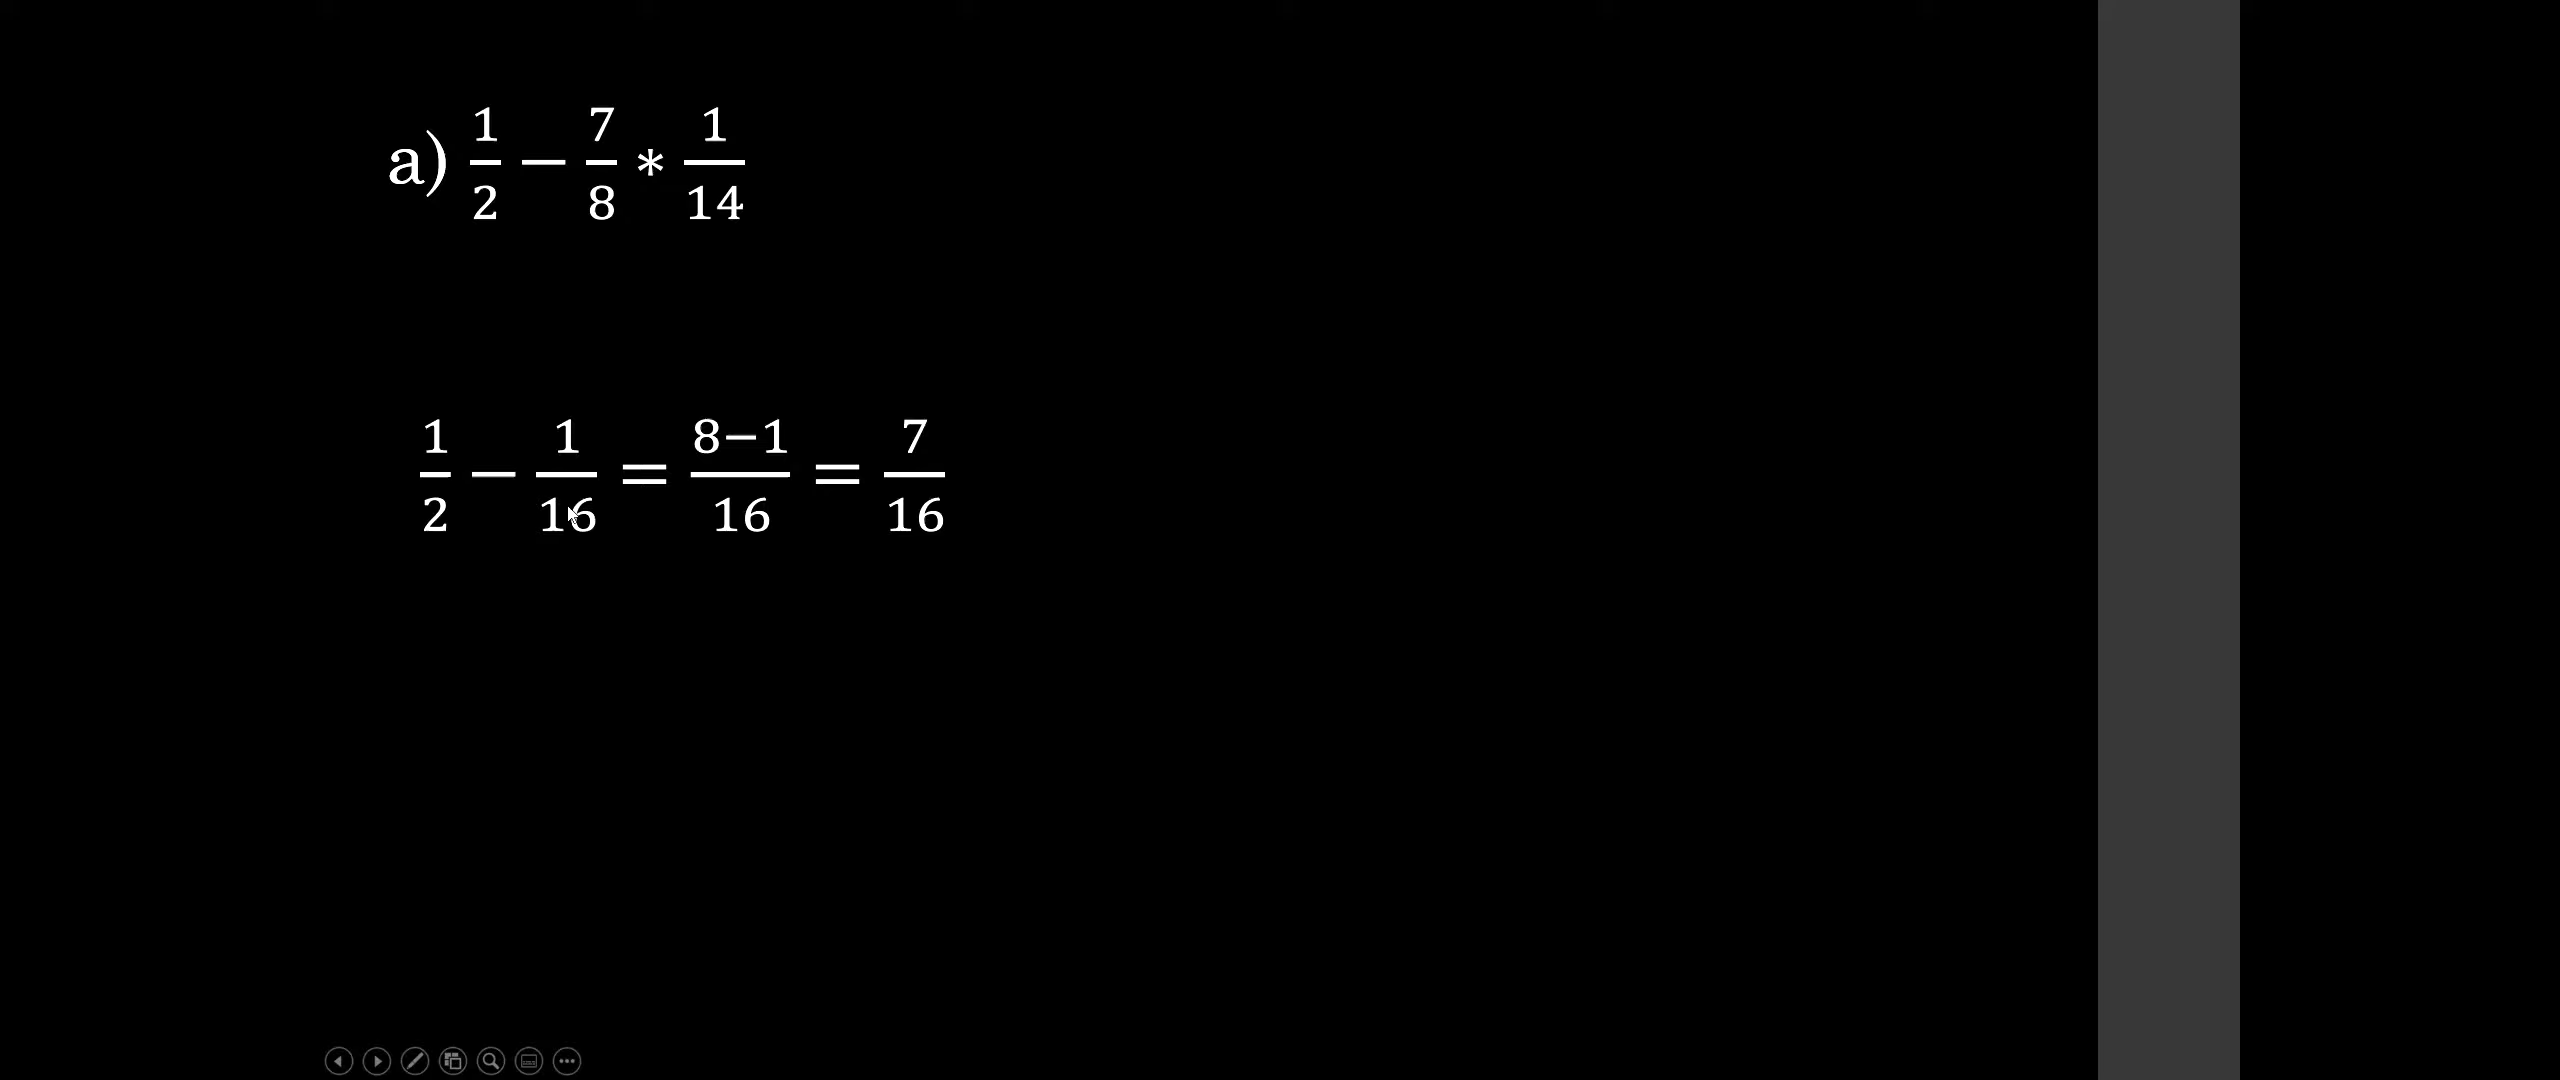 a) 1/2 − 7/8 * 1/14
1/2 − 1/16 = 8−1/16 = 7/16